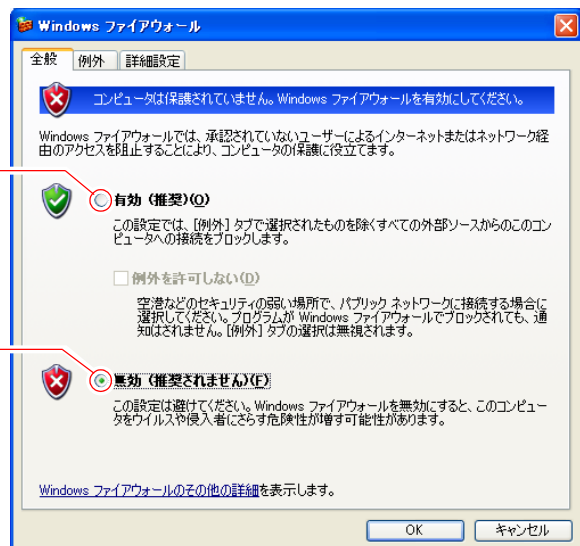 Windows ファイアウォール
全般
例外
詳細設定
コンピュータは保護されていません。Windows ファイアウォールを有効にしてください。
Windows ファイアウォールでは、承認されていないユーザーによるインターネットまたはネットワーク経
由のアクセスを阻止することにより、コンピュータの保護に役立てます。
有効（推奨）(O)
この設定では、[例外] タブで選択されたものを除くすべての外部ソースからのこのコン
ピュータへの接続をブロックします。
例外を許可しない(D)
空港などのセキュリティの弱い場所で、パブリック ネットワークに接続する場合に
選択してください。プログラムが Windows ファイアウォールでブロックされても、通
知はされません。[例外] タブの選択は無視されます。
無効（推奨されません）(F)
この設定は避けてください。Windows ファイアウォールを無効にすると、このコンピュー
タをウイルスや侵入者にさらす危険性が増す可能性があります。
Windows ファイアウォールのその他の詳細を表示します。
OK
キャンセル